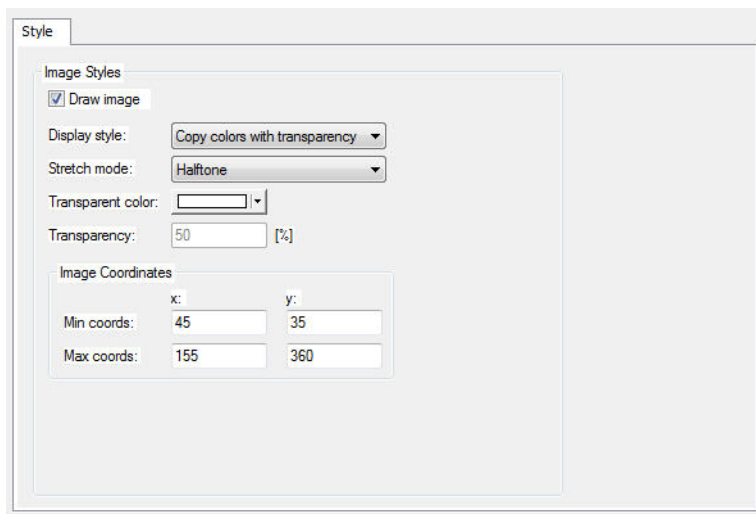 Style
Image Styles
Draw image
Display style: Copy colors with transparency
Stretch mode: Halftone
Transparent color:
Transparency: 50 [%]
Image Coordinates
x: y:
Min coords: 45 35
Max coords: 155 360